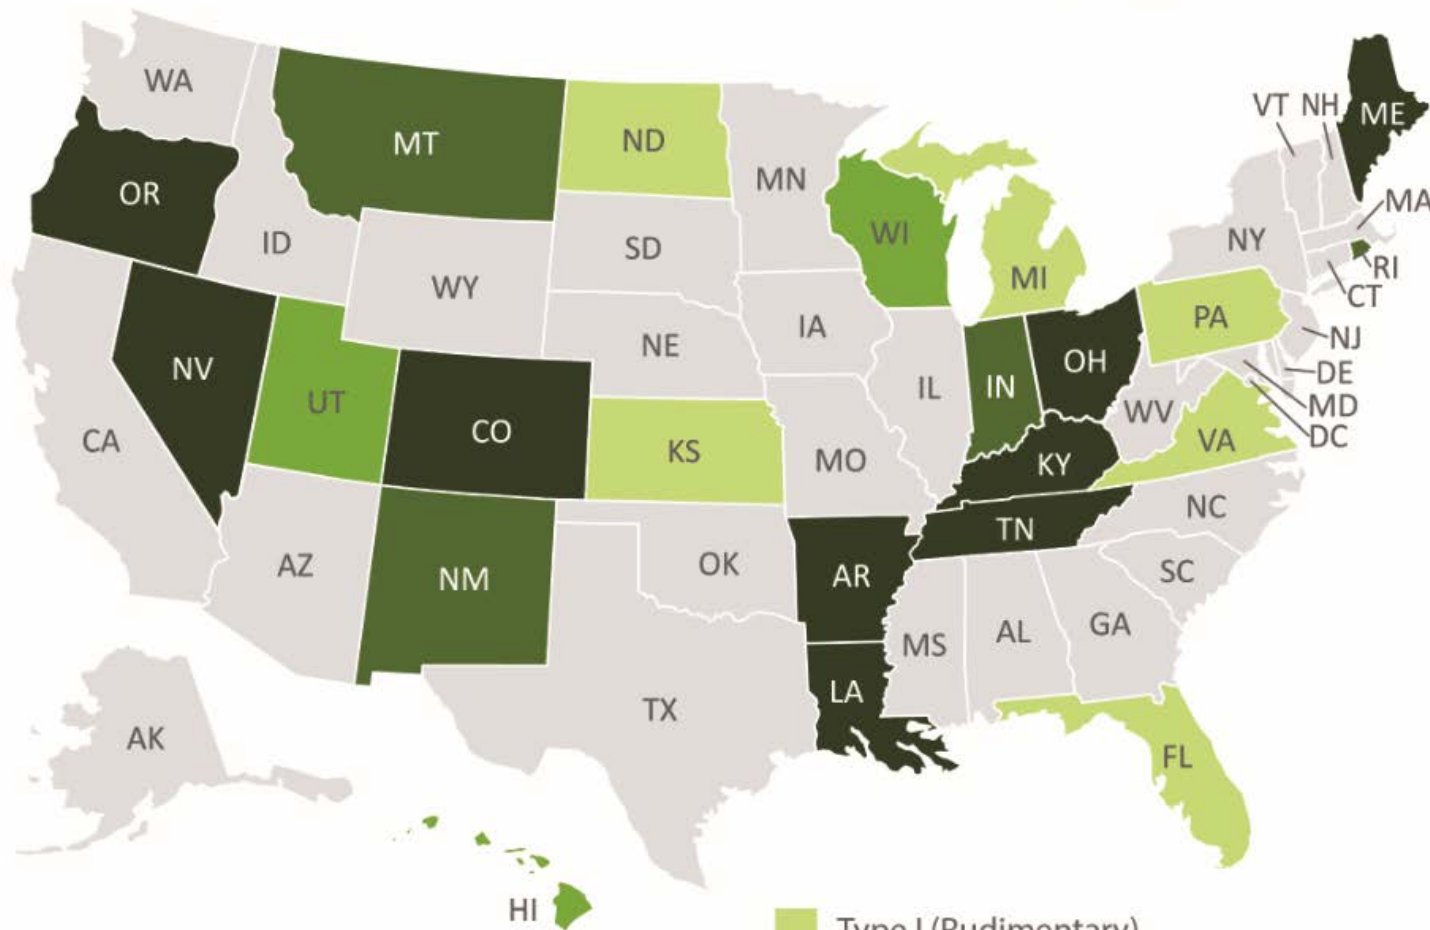 WA
MT
ND
MN
VT NH
ME
OR
ID
SD
WI
MI
NY
MA
RI
CT
WY
NE
IA
PA
NJ
NV
UT
CO
KS
MO
IL
IN
OH
WV
DE
MD
DC
CA
KY
VA
AZ
NM
OK
AR
TN
NC
SC
MS
AL
GA
LA
TX
AK
FL
HI
Type I (Rudimentary)